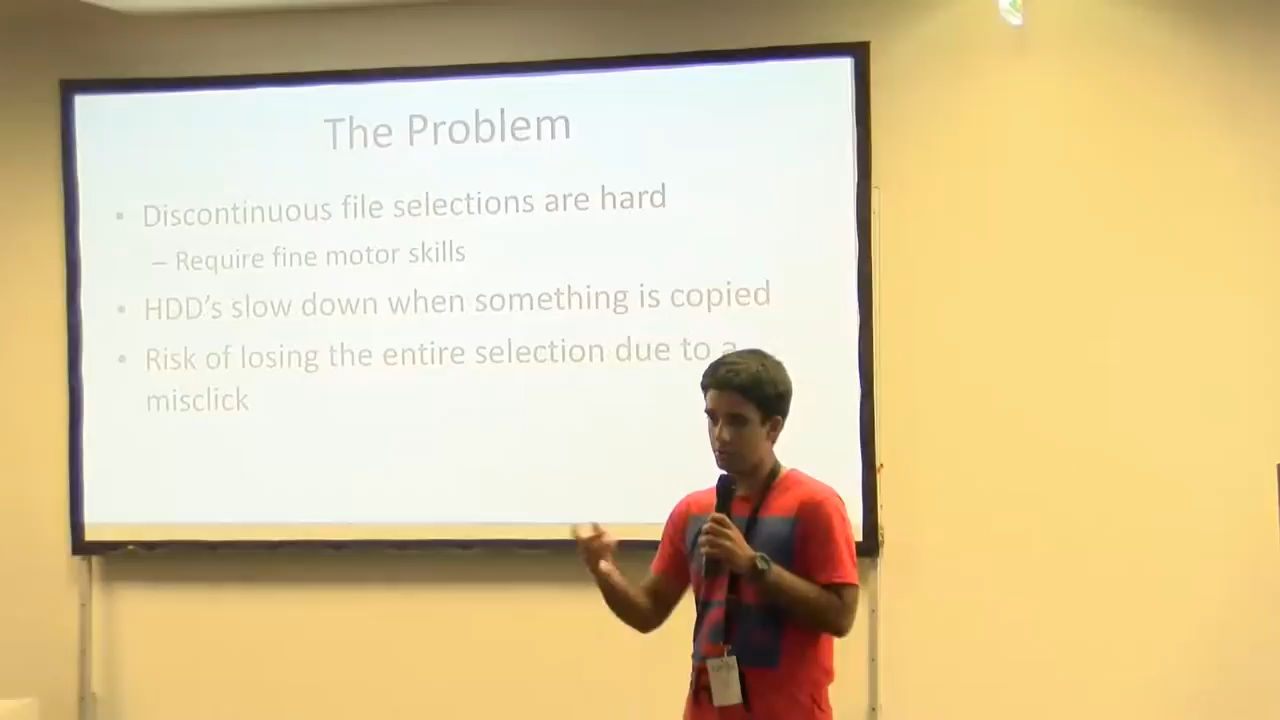 The Problem
• Discontinuous file selections are hard
– Require fine motor skills
• HDD's slow down when something is copied
• Risk of losing the entire selection due to a
misclick